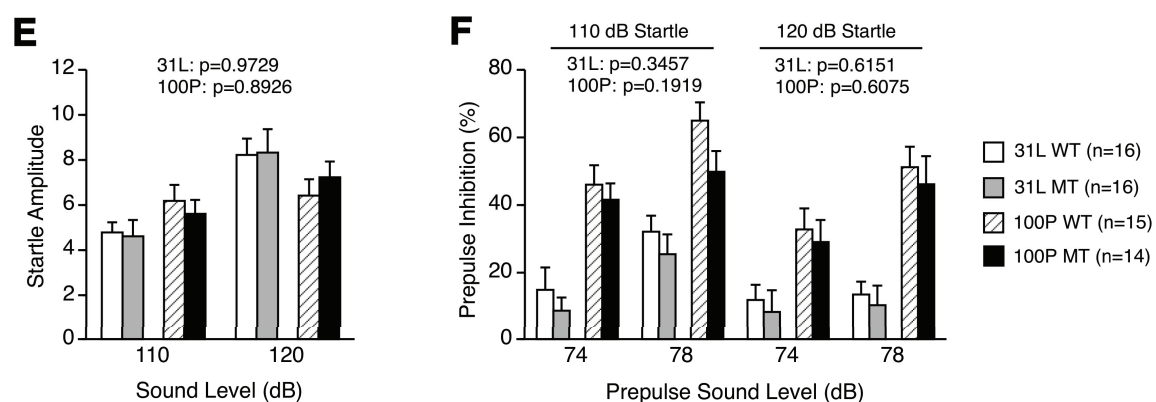 E
31L: p=0.9729
100P: p=0.8926
Startle Amplitude
12
10
8
6
4
2
0
110 120
Sound Level (dB)
F
110 dB Startle 120 dB Startle
31L: p=0.3457 31L: p=0.6151
100P: p=0.1919 100P: p=0.6075
Prepulse Inhibition (%)
80
60
40
20
0
74 78 74 78
Prepulse Sound Level (dB)
31L WT (n=16)
31L MT (n=16)
100P WT (n=15)
100P MT (n=14)